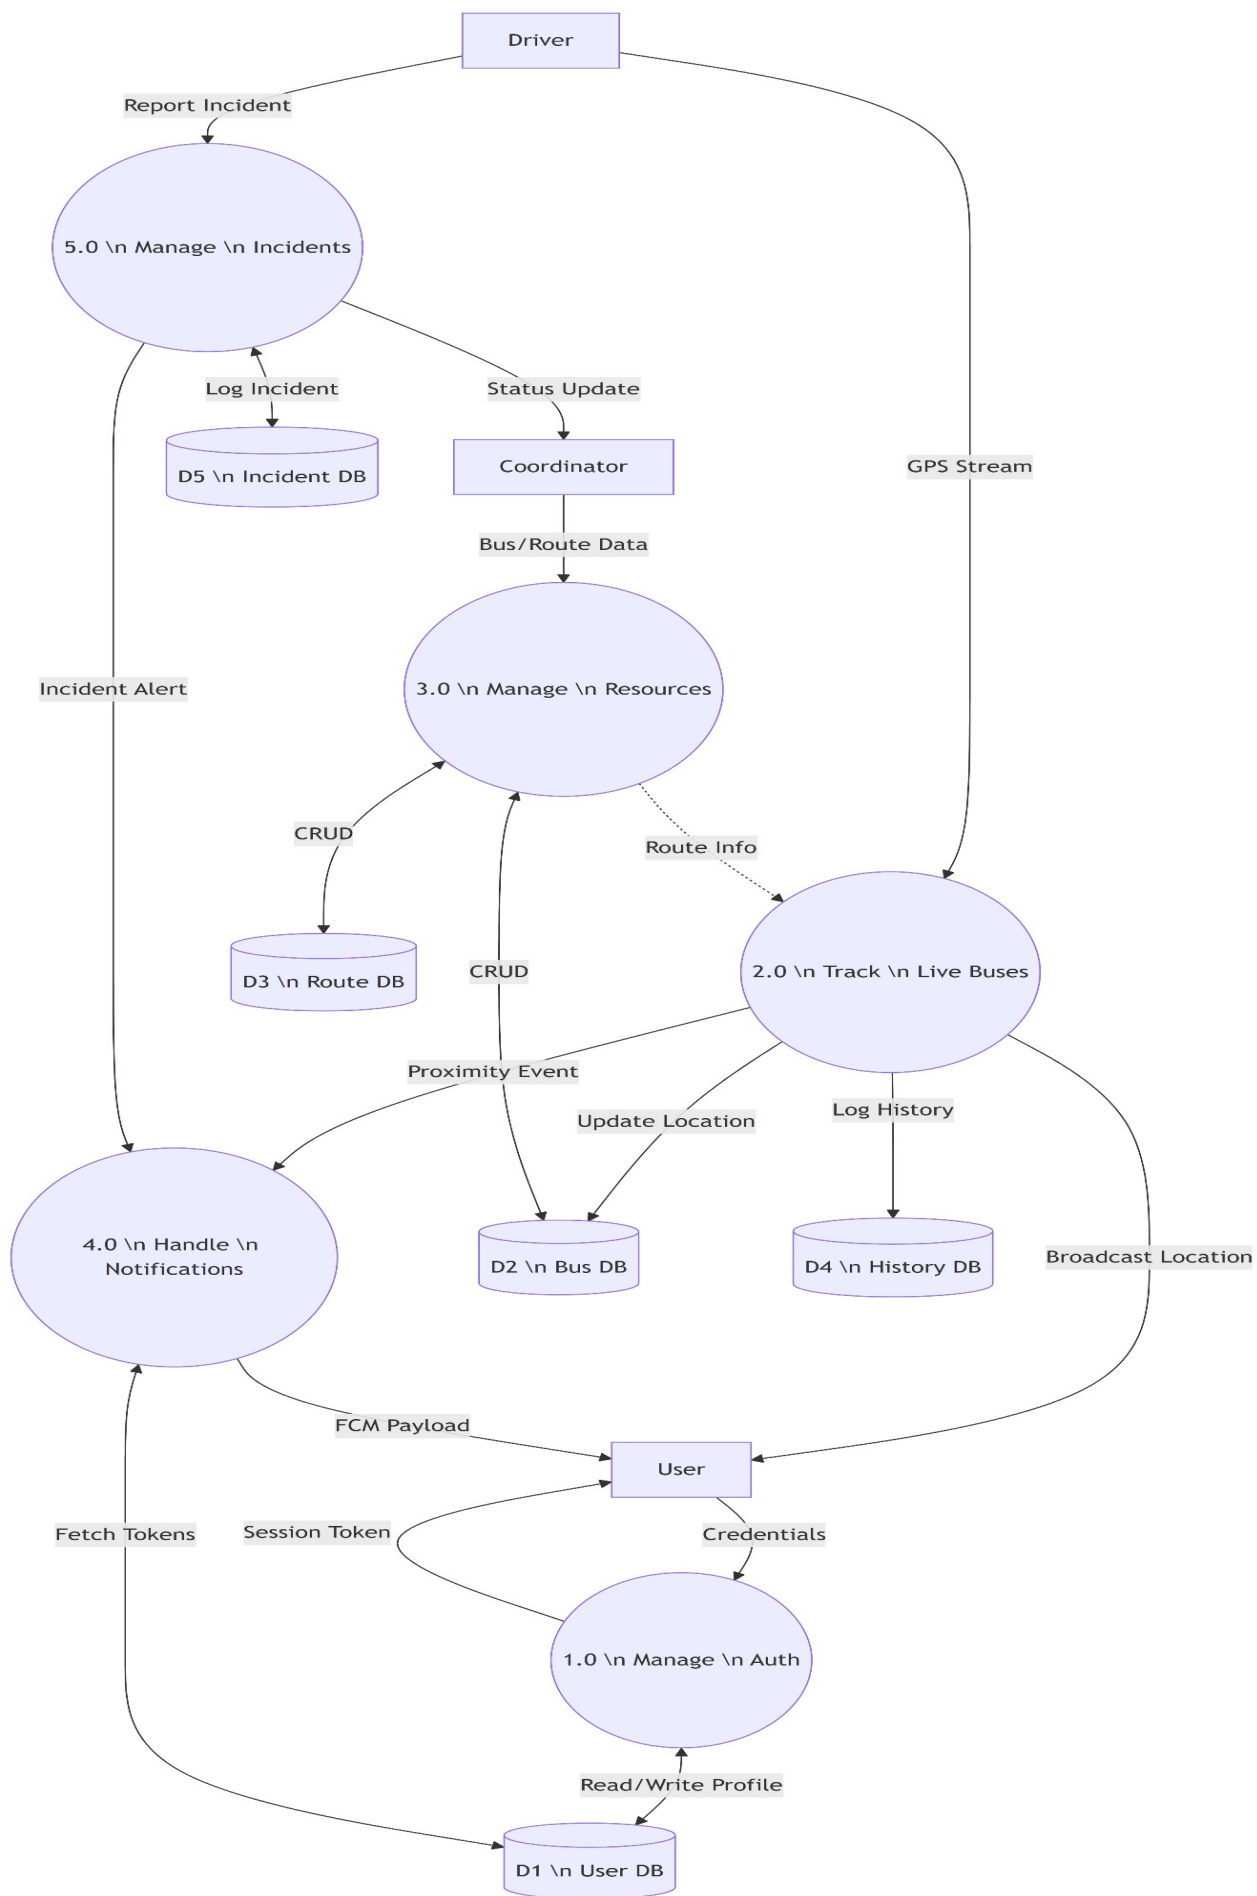 Driver
Report Incident
5.0 \n Manage \n Incidents
Log Incident
Status Update
D5 \n Incident DB
Coordinator
GPS Stream
Bus/Route Data
Incident Alert
3.0 \n Manage \n Resources
CRUD
Route Info
D3 \n Route DB
CRUD
2.0 \n Track \n Live Buses
Proximity Event
Update Location
Log History
4.0 \n Handle \n
Notifications
D2 \n Bus DB
D4 \n History DB
Broadcast Location
FCM Payload
User
Fetch Tokens
Session Token
Credentials
1.0 \n Manage \n Auth
Read/Write Profile
D1 \n User DB